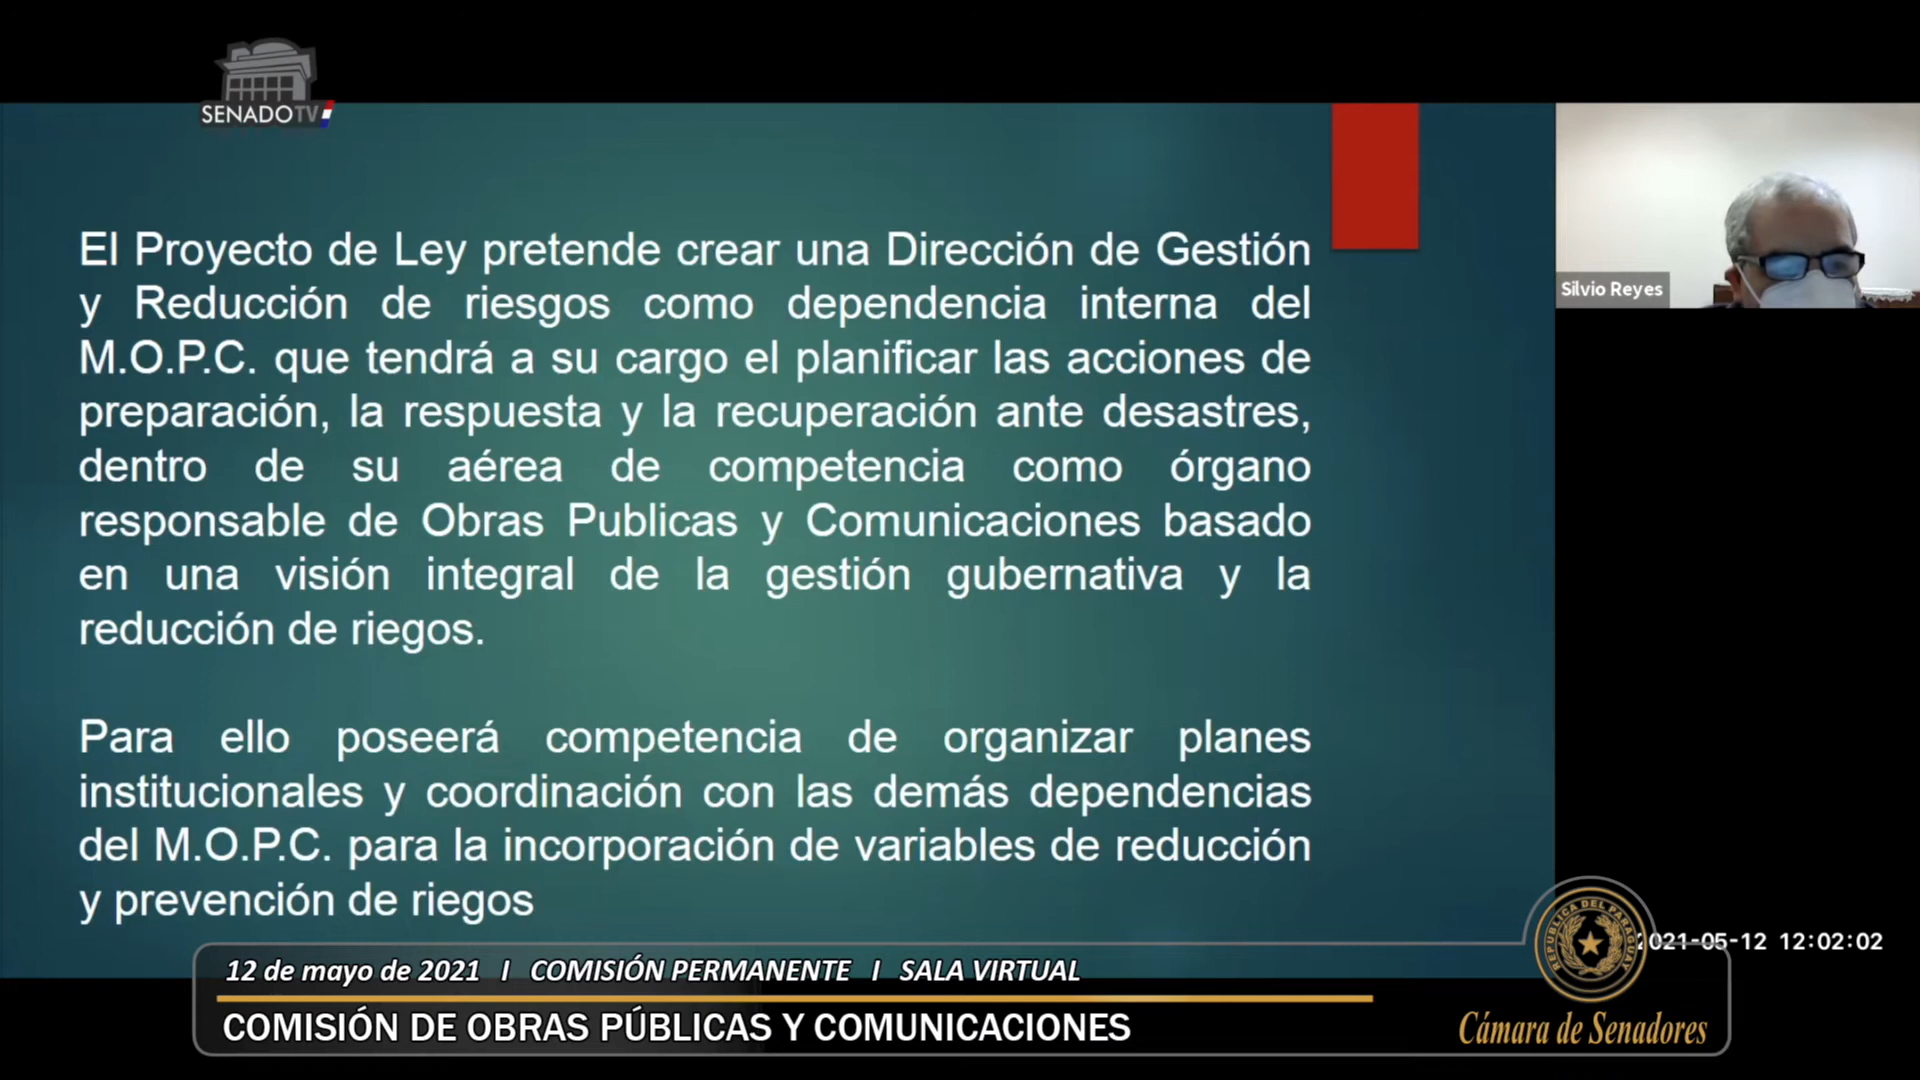 SENADOTV
El Proyecto de Ley pretende crear una Dirección de Gestión
y Reducción de riesgos como dependencia interna del
M.O.P.C. que tendrá a su cargo el planificar las acciones de
preparación, la respuesta y la recuperación ante desastres,
dentro de su aérea de competencia como órgano
responsable de Obras Publicas y Comunicaciones basado
en una visión integral de la gestión gubernativa y la
reducción de riegos.
Para ello poseerá competencia de organizar planes
institucionales y coordinación con las demás dependencias
del M.O.P.C. para la incorporación de variables de reducción
y prevención de riegos
Silvio Reyes
2021-05-12 12:02:02
12 de mayo de 2021 I COMISIÓN PERMANENTE I SALA VIRTUAL
COMISIÓN DE OBRAS PÚBLICAS Y COMUNICACIONES
REPUBLICA DEL PARAGUAY
Cámara de Senadores